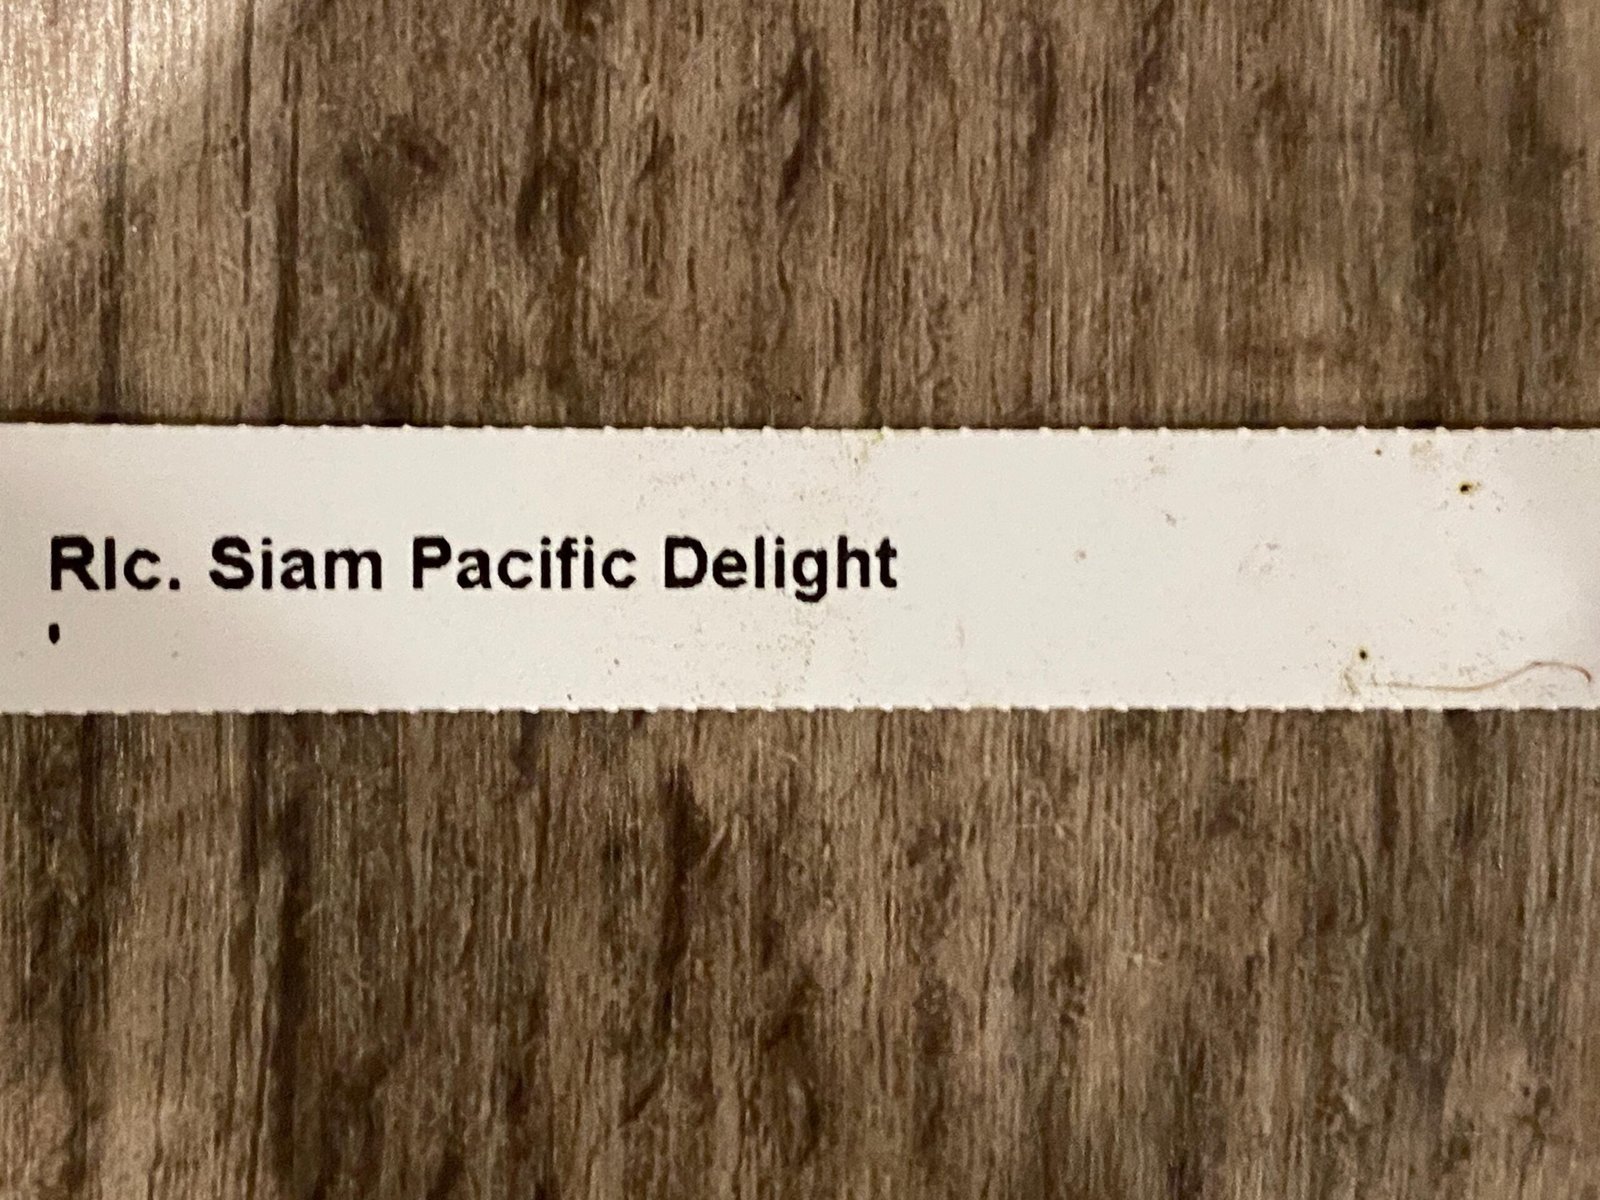 Rlc. Siam Pacific Delight
'